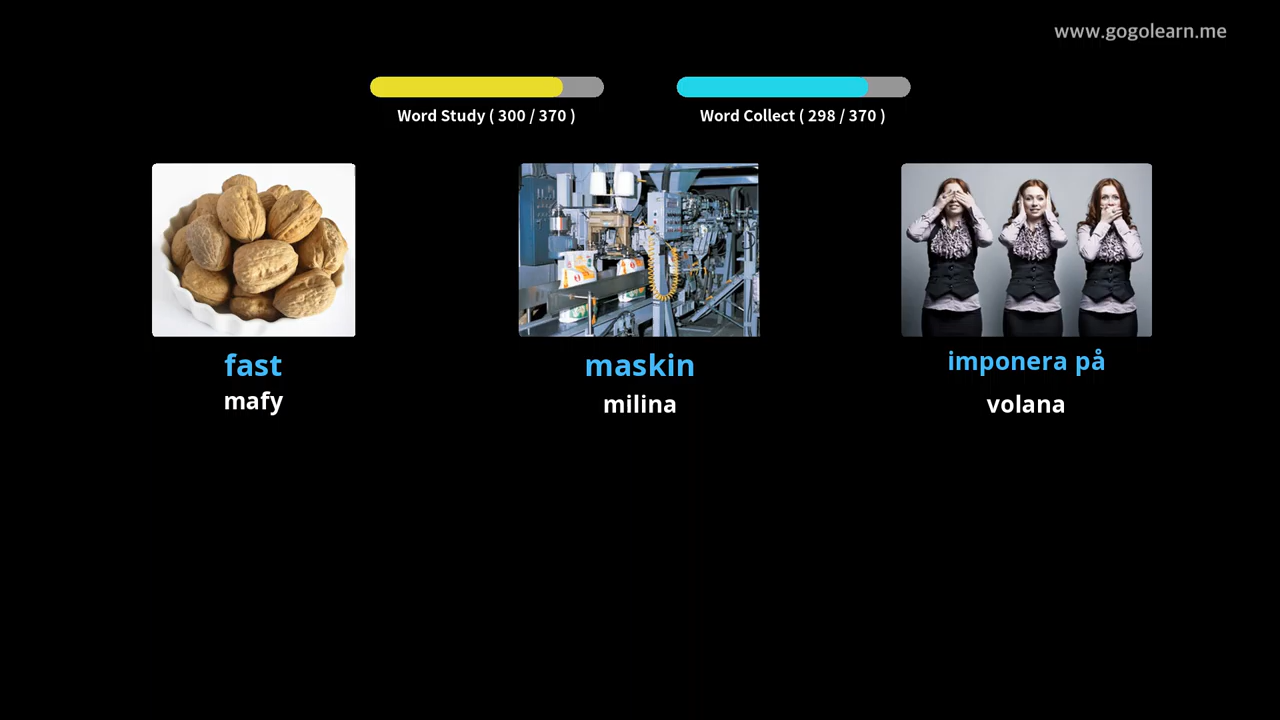 www.gogolearn.me
Word Study ( 300 / 370 )
Word Collect ( 298 / 370 )
fast
mafy
maskin
milina
imponera på
volana